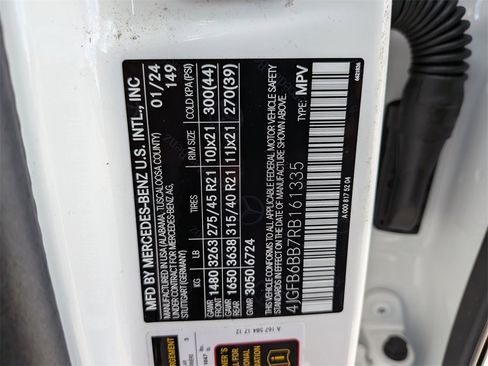 MFD BY MERCEDES-BENZ U.S. INTL., INC
MANUFACTURED IN USA (ALABAMA, TUSCALOOSA COUNTY)
UNDER CONTRACT FOR MERCEDES-BENZ AG,
STUTTGART (GERMANY)
01/24
149
KG LB TIRES RIM SIZE COLD KPA(PSI)
GAWR FRONT 1480 3263 275/45 R21 10Jx21 300(44)
GAWR REAR 1650 3638 315/40 R21 11Jx21 270(39)
GVWR 3050 6724
THIS VEHICLE CONFORMS TO ALL APPLICABLE FEDERAL MOTOR VEHICLE SAFETY
STANDARDS IN EFFECT ON THE DATE OF MANUFACTURE SHOWN ABOVE.
4JGFB6BB7RB161335 TYPE: MPV
A 000 817 52 04
A 167 584 17 12